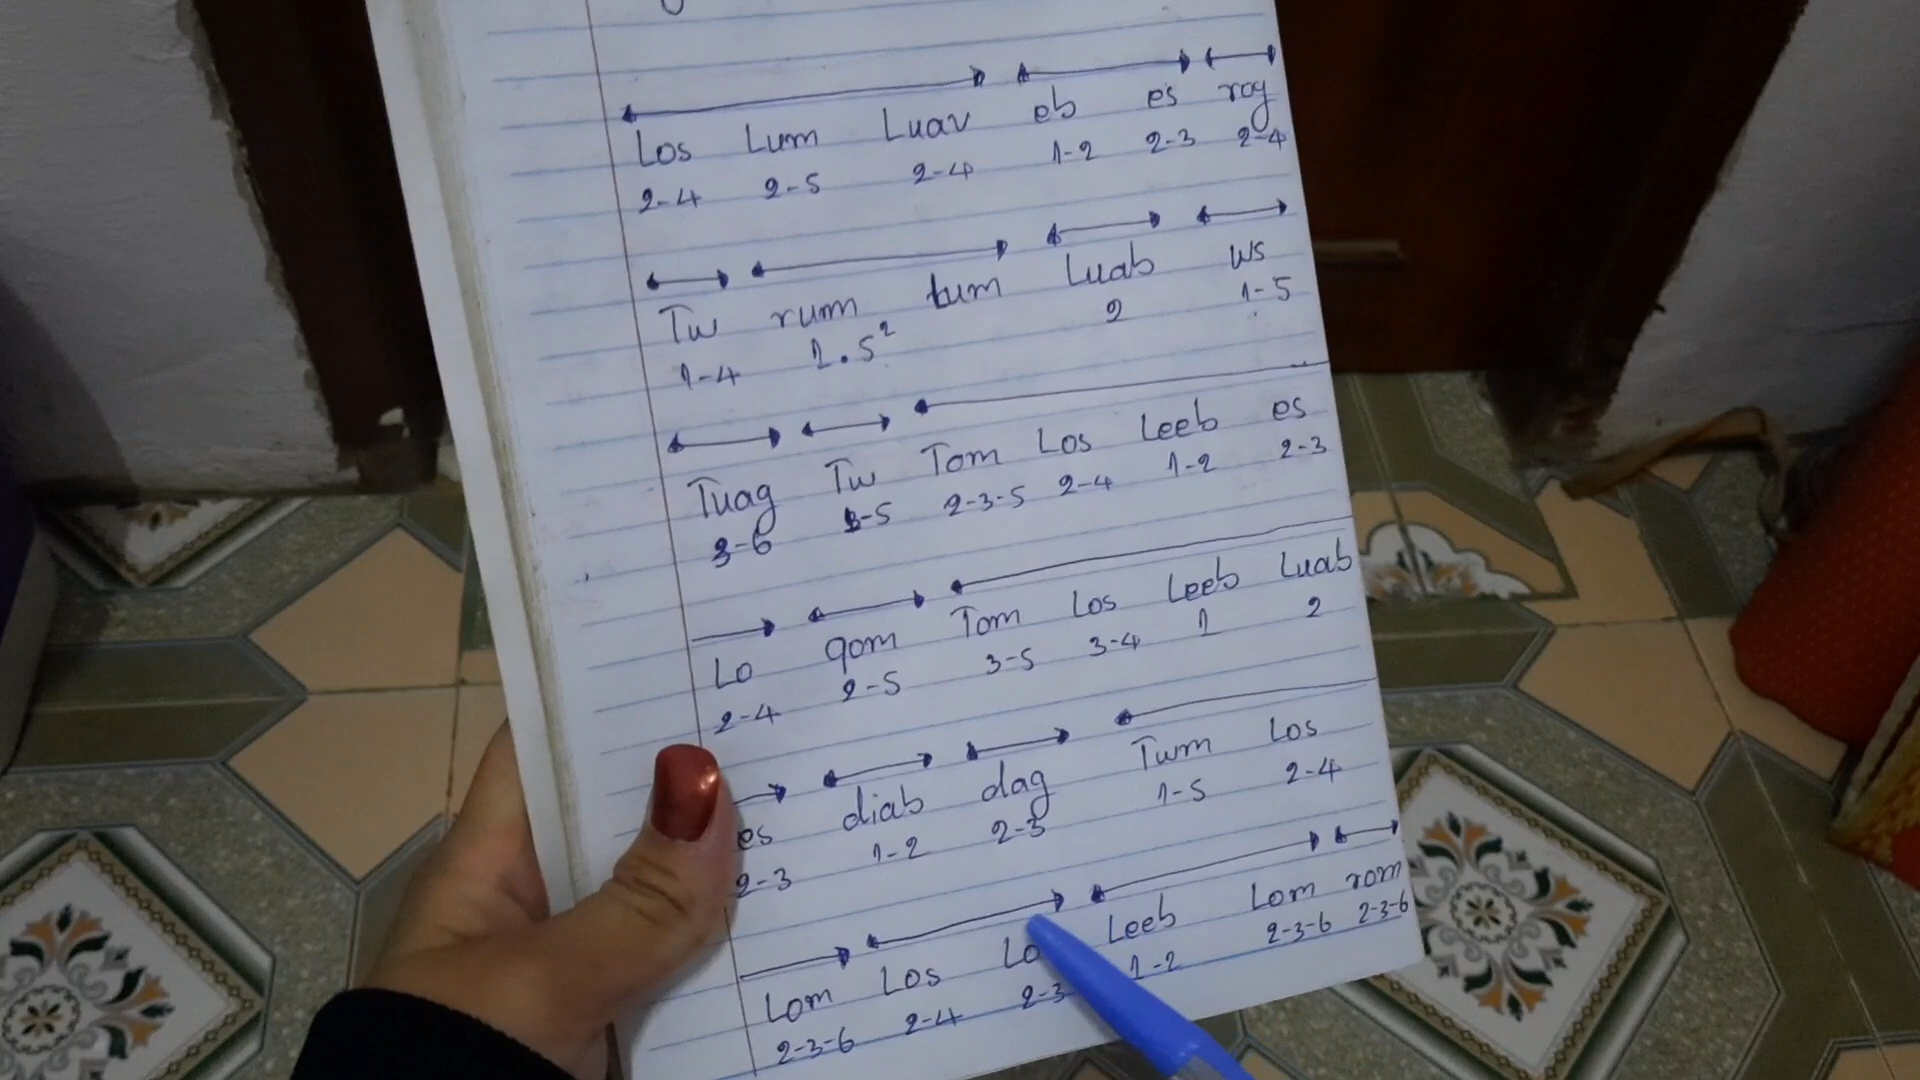 Los Lum Luav eb es rog
2-4 2-5 2-4 1-2 2-3 2-4
Tw rum tum Luab Ws
1-4 1.5² 2 1-5
Tuag Tw Tom Los Leeb es
3-6 3-5 2-3-5 2-4 1-2 2-3
Lo qom Tom Los Leeb Luab
2-4 2-5 3-5 3-4 1 2
es diab dag Twm Los
2-3 1-2 2-3 1-5 2-4
Lom Los Leeb Lom rom
2-3-6 2-4 2-3 1-2 2-3-6 2-3-6